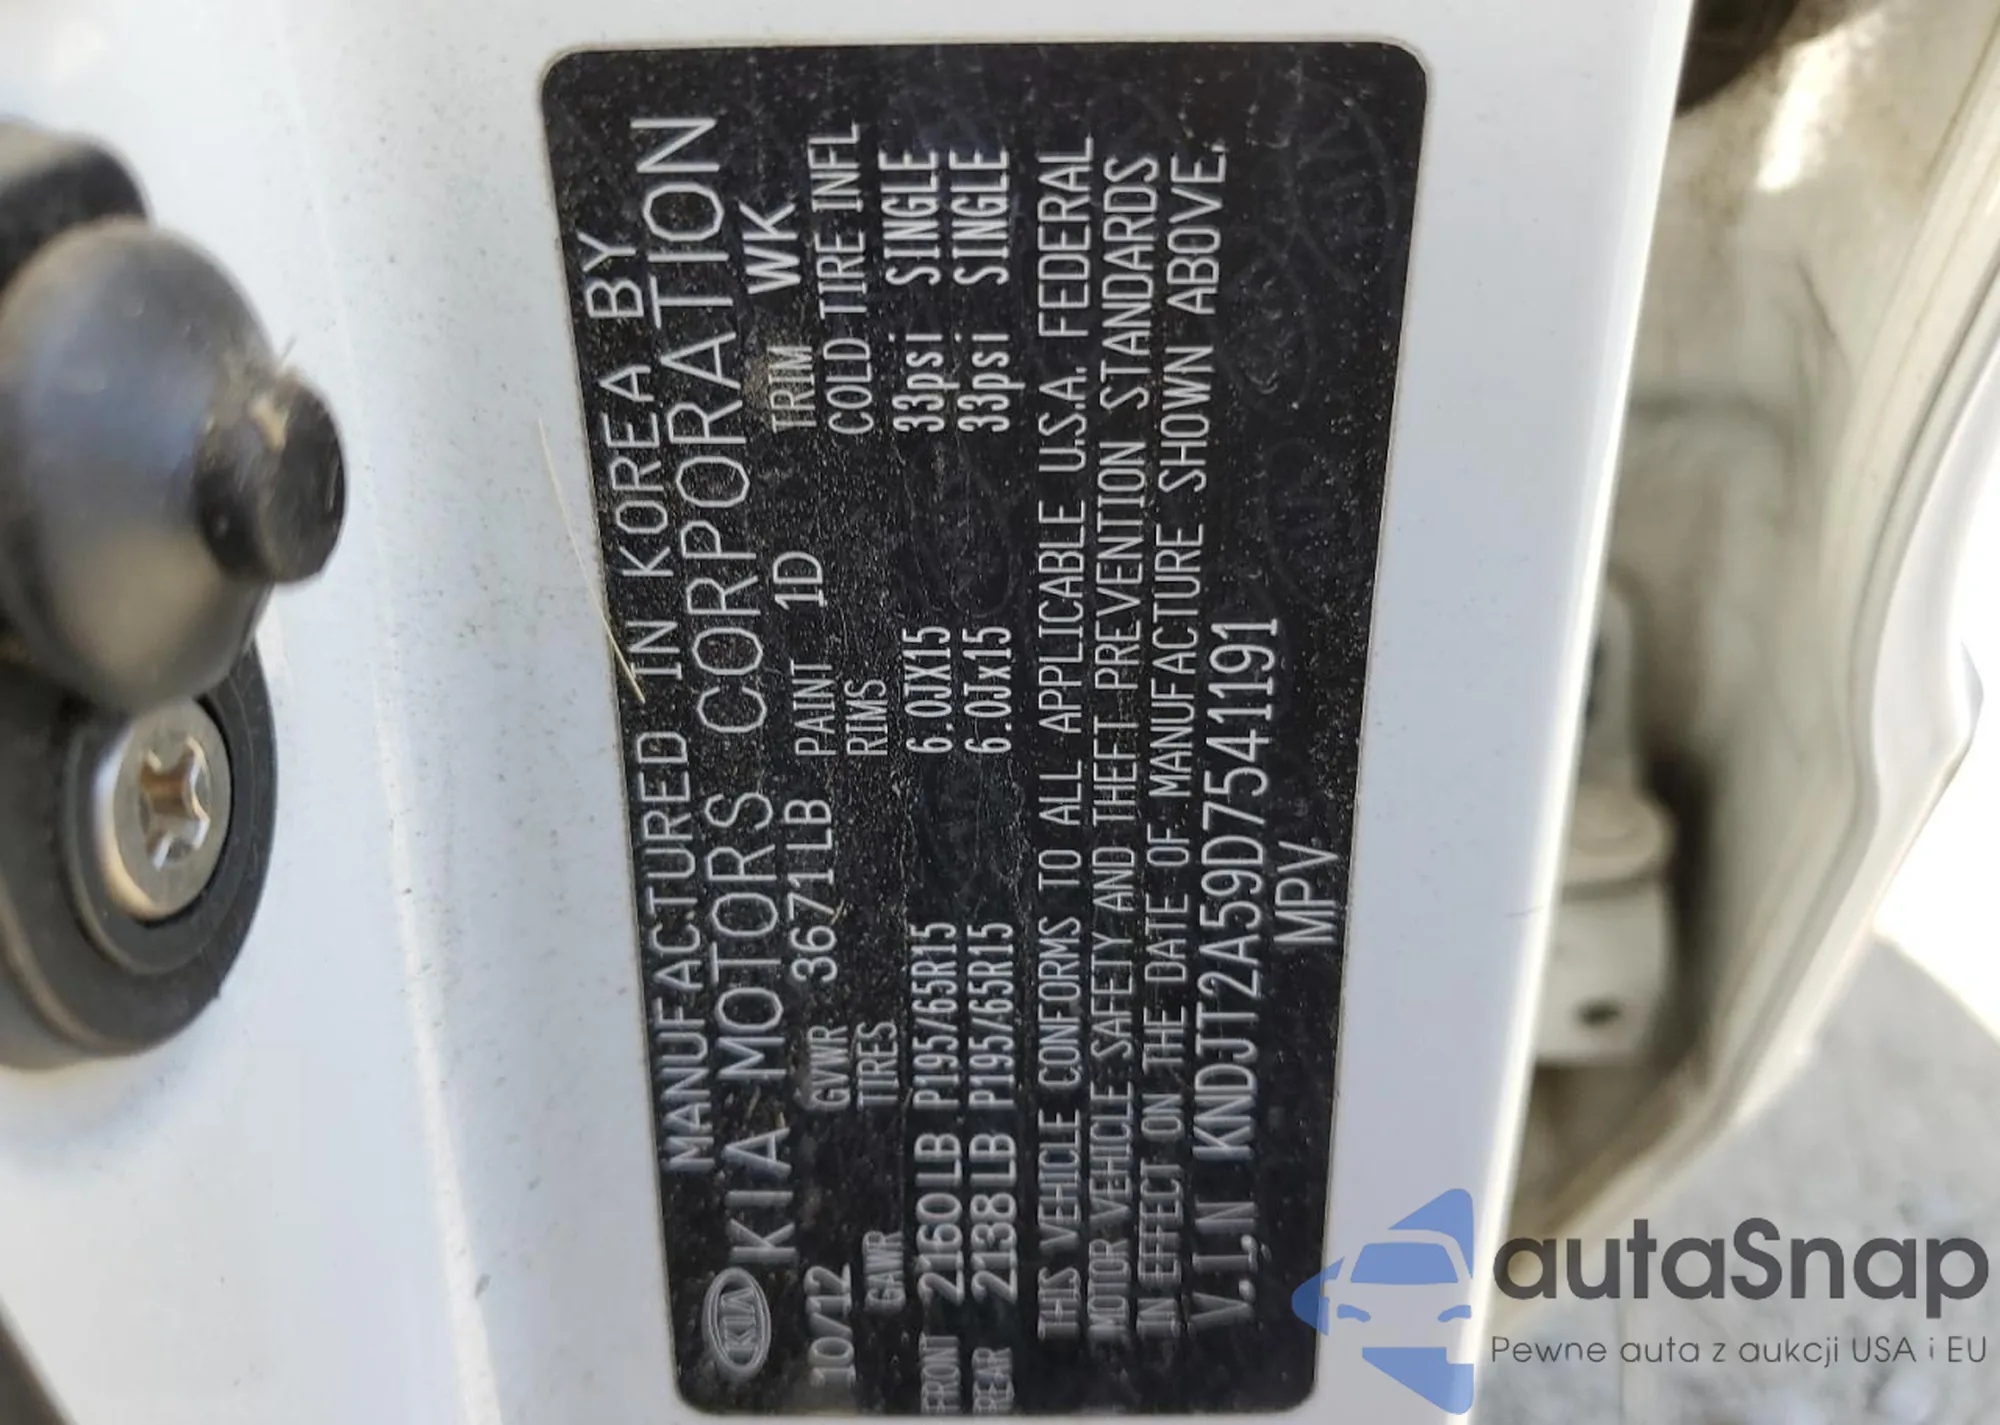 MANUFACTURED IN KOREA BY
KIA KIA MOTORS CORPORATION
10/12 GVWR 3671LB PAINT 1D TRIM WK
GAWR TIRES RIMS COLD TIRE INFL
FRONT 2160LB P195/65R15 6.0JX15 33psi SINGLE
REAR 2138LB P195/65R15 6.0Jx15 33psi SINGLE
THIS VEHICLE CONFORMS TO ALL APPLICABLE U.S.A. FEDERAL
MOTOR VEHICLE SAFETY AND THEFT PREVENTION STANDARDS
IN EFFECT ON THE DATE OF MANUFACTURE SHOWN ABOVE.
V.I.N KNDJT2A59D7541191
MPV
autaSnap
Pewne auta z aukcji USA i EU